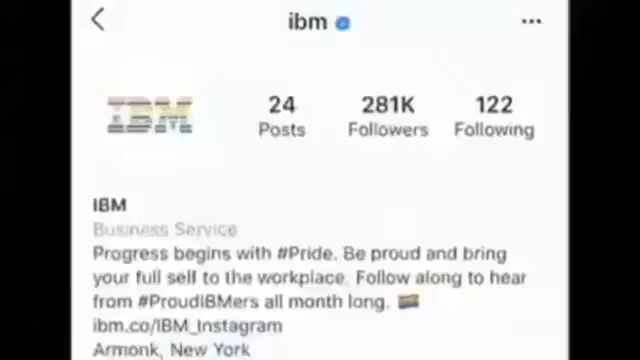 ibm
24 281K 122
Posts Followers Following
IBM
IBM
Business Service
Progress begins with #Pride. Be proud and bring
your full self to the workplace. Follow along to hear
from #ProudIBMers all month long.
ibm.co/IBM_Instagram
Armonk, New York